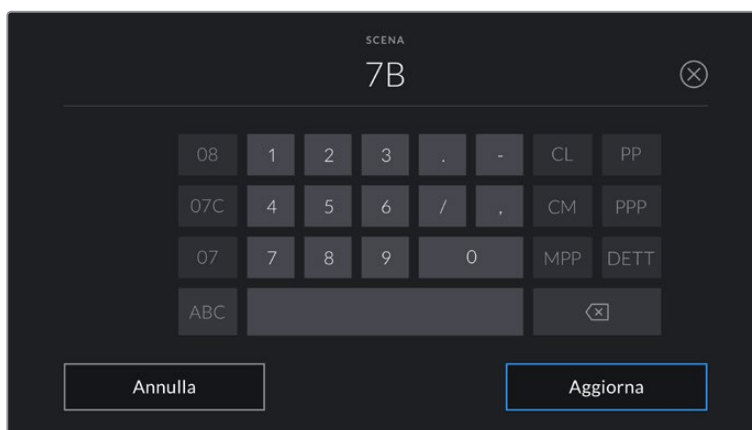 SCENA
7B
08 1 2 3 . - CL PP
07C 4 5 6 / , CM PPP
07 7 8 9 0 MPP DETT
ABC
Annulla Aggiorna